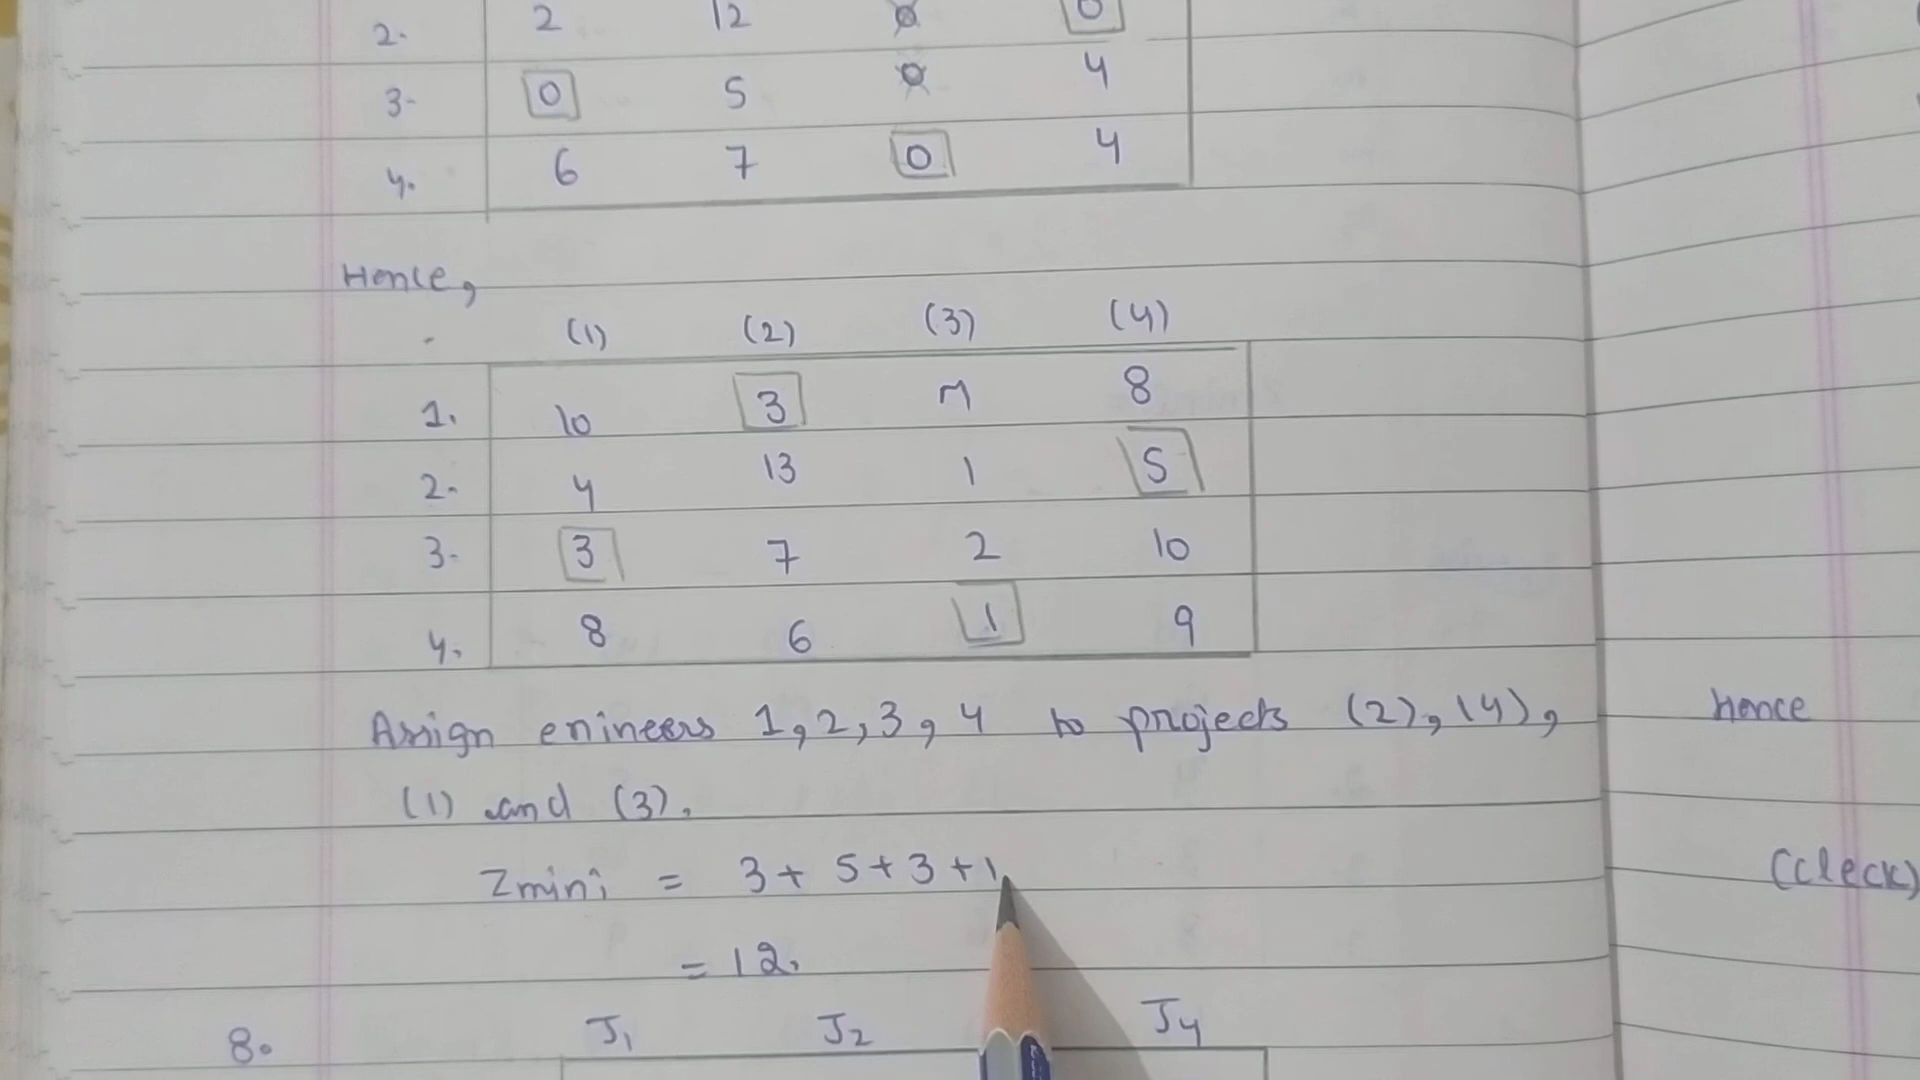 2. 2 12 0 0
3. 0 5 0 4
4. 6 7 0 4
Hence,
(1) (2) (3) (4)
1. 10 3 M 8
2. 4 13 1 5
3. 3 7 2 10
4. 8 6 1 9
Assign enineers 1, 2, 3, 4 to projects (2), (4),
(1) and (3).
Zmini = 3 + 5 + 3 + 1
= 12.
8. J1 J2 J4
Hence
(Cleck)